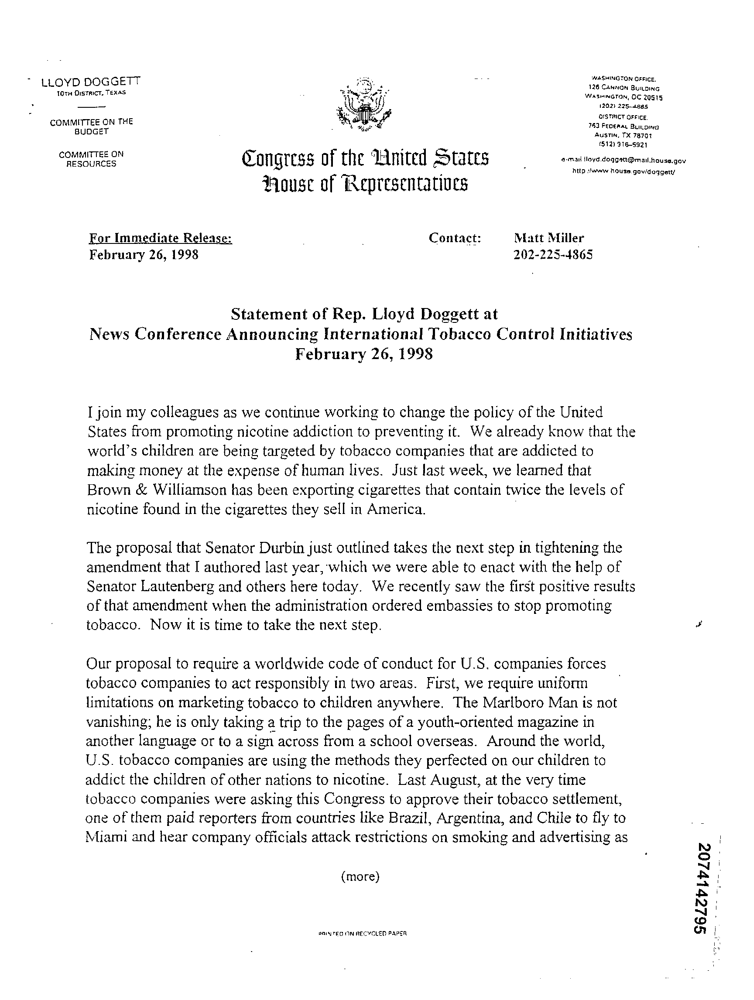 LLOYD DOGGETT
10TH DISTRICT, TEXAS
COMMITTEE ON THE
BUDGET
COMMITTEE ON
RESOURCES
WASHINGTON OFFICE:
126 CANNON BUILDING
WASHINGTON, DC 20515
(202) 225-4865
DISTRICT OFFICE:
763 FEDERAL BUILDING
AUSTIN, TX 78701
(512) 916-5921
e-mail lloyd.doggett@mail.house.gov
http://www.house.gov/doggett/
Congress of the United States
House of Representatives
For Immediate Release:
February 26, 1998
Contact: Matt Miller
202-225-4865
Statement of Rep. Lloyd Doggett at
News Conference Announcing International Tobacco Control Initiatives
February 26, 1998
I join my colleagues as we continue working to change the policy of the United
States from promoting nicotine addiction to preventing it. We already know that the
world's children are being targeted by tobacco companies that are addicted to
making money at the expense of human lives. Just last week, we learned that
Brown & Williamson has been exporting cigarettes that contain twice the levels of
nicotine found in the cigarettes they sell in America.
The proposal that Senator Durbin just outlined takes the next step in tightening the
amendment that I authored last year, which we were able to enact with the help of
Senator Lautenberg and others here today. We recently saw the first positive results
of that amendment when the administration ordered embassies to stop promoting
tobacco. Now it is time to take the next step.
Our proposal to require a worldwide code of conduct for U.S. companies forces
tobacco companies to act responsibly in two areas. First, we require uniform
limitations on marketing tobacco to children anywhere. The Marlboro Man is not
vanishing; he is only taking a trip to the pages of a youth-oriented magazine in
another language or to a sign across from a school overseas. Around the world,
U.S. tobacco companies are using the methods they perfected on our children to
addict the children of other nations to nicotine. Last August, at the very time
tobacco companies were asking this Congress to approve their tobacco settlement,
one of them paid reporters from countries like Brazil, Argentina, and Chile to fly to
Miami and hear company officials attack restrictions on smoking and advertising as
(more)
PRINTED ON RECYCLED PAPER
2074142795